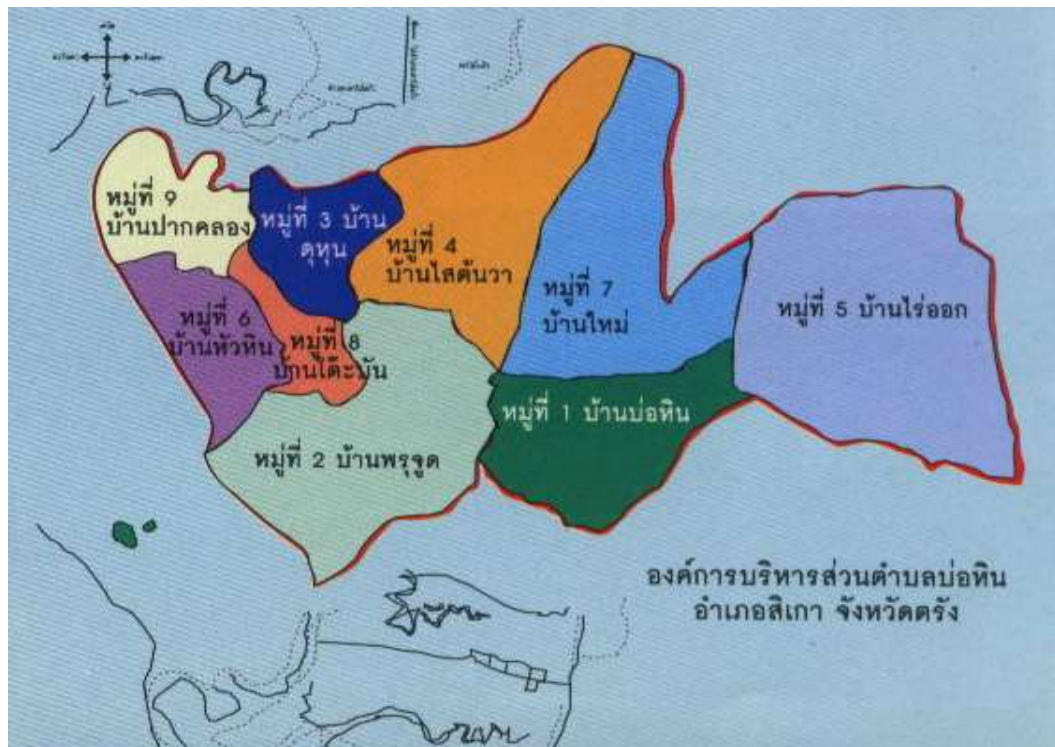 หมู่ที่ 9
บ้านปากคลอง
หมู่ที่ 3 บ้าน
ดุหุน
หมู่ที่ 4
บ้านไสต้นวา
หมู่ที่ 7
บ้านใหม่
หมู่ที่ 5 บ้านไร่ออก
หมู่ที่ 6
บ้านหัวหิน
หมู่ที่ 8
บ้านโต๊ะบัน
หมู่ที่ 1 บ้านบ่อหิน
หมู่ที่ 2 บ้านพรุจูด
องค์การบริหารส่วนตำบลบ่อหิน
อำเภอสิเกา จังหวัดตรัง